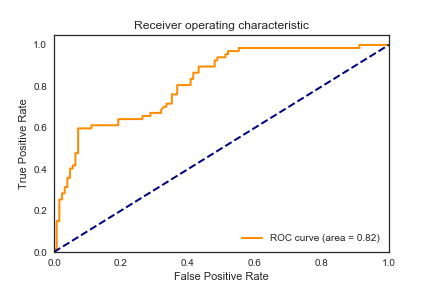 Receiver operating characteristic
1.0
0.8
0.6
0.4
0.2
0.0
True Positive Rate
ROC curve (area = 0.82)
0.0 0.2 0.4 0.6 0.8 1.0
False Positive Rate